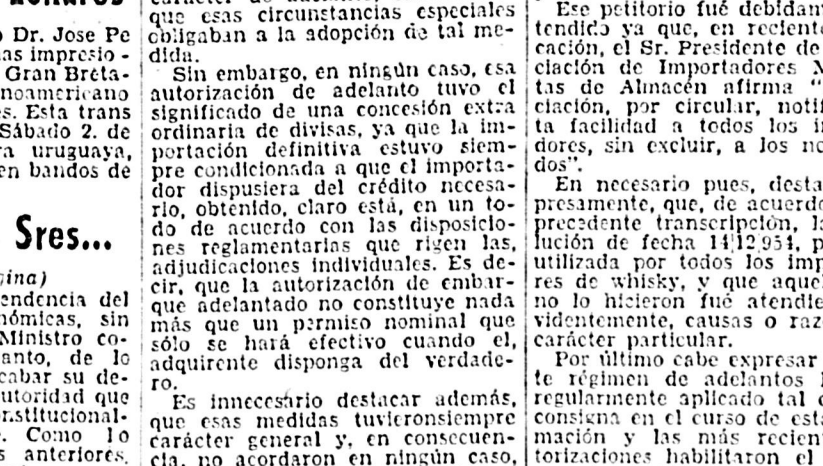 o Dr. Jose Pe
nas impresio-
Gran Breta-
noamericano
es. Esta trans
Sábado 2. de
ra uruguaya,
en bandos de
Sres...
gina)
endencia del
nómicas, sin
Ministro co-
anto, de lo
cabar su de-
utoridad que
nstitucional-
. Como lo
s anteriores.
que esas circunstancias especiales
obligaban a la adopción de tal me-
dida.
Sin embargo, en ningún caso, esa
autorización de adelanto tuvo el
significado de una concesión extra
ordinaria de divisas, ya que la im-
portación definitiva estuvo siem-
pre condicionada a que el importa-
dor dispusiera del crédito necesa-
rio, obtenido, claro está, en un to-
do de acuerdo con las disposicio-
nes reglamentarias que rigen las,
adjudicaciones individuales. Es de-
cir, que la autorización de embar-
que adelantado no constituye nada
más que un permiso nominal que
sólo se hará efectivo cuando el,
adquirente disponga del verdade-
ro.
Es innecesario destacar además,
que esas medidas tuvieronsiempre
carácter general y, en consecuen-
cia, no acordaron en ningún caso,
Ese petitorio fué debidam
tendido ya que, en reciente
cación, el Sr. Presidente de
ciación de Importadores M
tas de Almacén afirma "
ciación, por circular, notif
ta facilidad a todos los i
dores, sin excluir, a los no
dos".
En necesario pues, desta
presamente, que, de acuerdo
precedente transcripción, l
lución de fecha 14|12|954, p
utilizada por todos los imp
res de whisky, y que aque
no lo hicieron fué atendie
videntemente, causas o raz
carácter particular.
Por último cabe expresar
te régimen de adelantos
regularmente aplicado tal c
consigna en el curso de esta
mación y las más recien
torizaciones habilitaron el